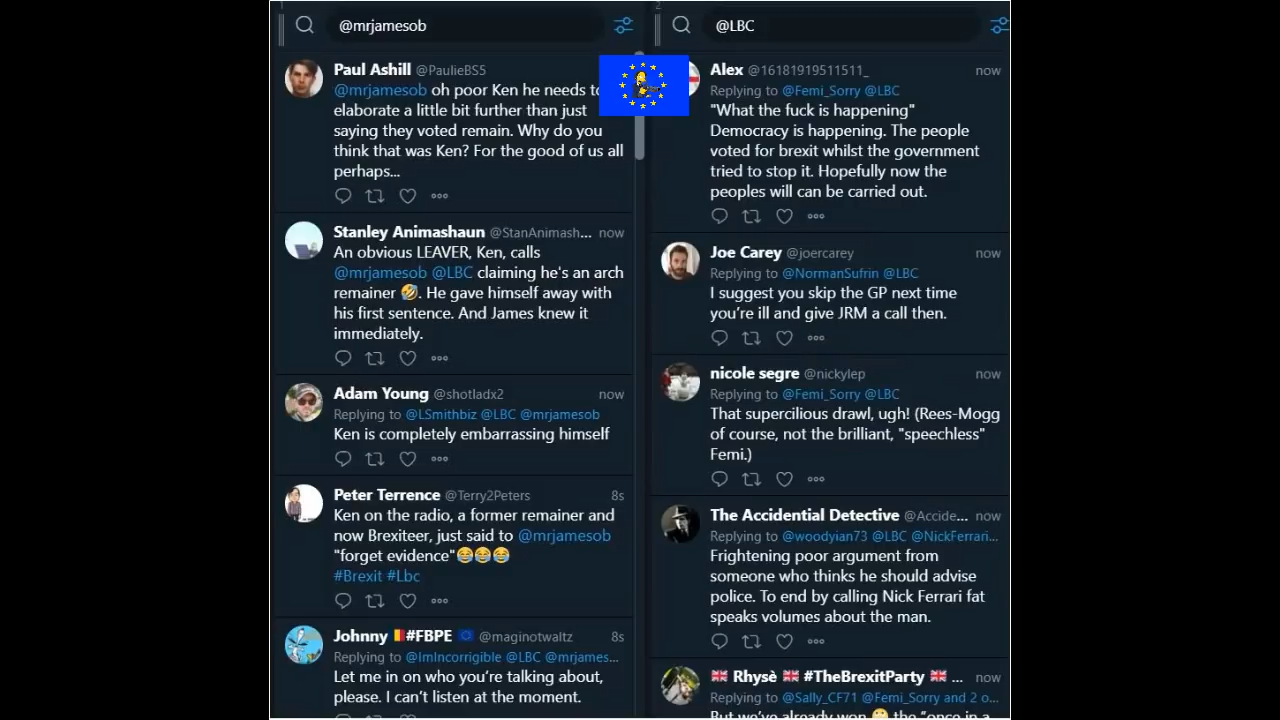 @mrjamesob
Paul Ashill @PaulieBS5
@mrjamesob oh poor Ken he needs to
elaborate a little bit further than just
saying they voted remain. Why do you
think that was Ken? For the good of us all
perhaps...
Stanley Animashaun @StanAnimash... now
An obvious LEAVER, Ken, calls
@mrjamesob @LBC claiming he's an arch
remainer 🤣. He gave himself away with
his first sentence. And James knew it
immediately.
Adam Young @shotladx2 now
Replying to @LSmithbiz @LBC @mrjamesob
Ken is completely embarrassing himself
Peter Terrence @Terry2Peters 8s
Ken on the radio, a former remainer and
now Brexiteer, just said to @mrjamesob
"forget evidence"😂😂😂
#Brexit #Lbc
Johnny 🇧🇪#FBPE 🇪🇺 @maginotwaltz 8s
Replying to @ImIncorrigible @LBC @mrjames...
Let me in on who you're talking about,
please. I can't listen at the moment.
2
@LBC
Alex @16181919511511_ now
Replying to @Femi_Sorry @LBC
"What the fuck is happening"
Democracy is happening. The people
voted for brexit whilst the government
tried to stop it. Hopefully now the
peoples will can be carried out.
Joe Carey @joercarey now
Replying to @NormanSufrin @LBC
I suggest you skip the GP next time
you're ill and give JRM a call then.
nicole segre @nickylep now
Replying to @Femi_Sorry @LBC
That supercilious drawl, ugh! (Rees-Mogg
of course, not the brilliant, "speechless"
Femi.)
The Accidential Detective @Accide... now
Replying to @woodyian73 @LBC @NickFerrari...
Frightening poor argument from
someone who thinks he should advise
police. To end by calling Nick Ferrari fat
speaks volumes about the man.
🇬🇧 Rhysè 🇬🇧 #TheBrexitParty 🇬🇧 ... now
Replying to @Sally_CF71 @Femi_Sorry and 2 o...
But we've already won 😬 the "once in a